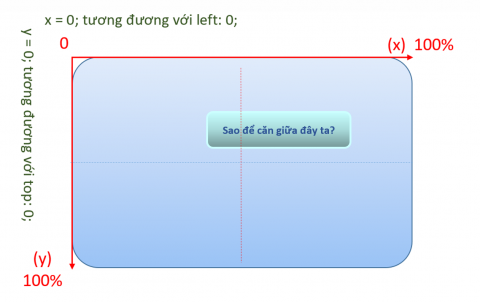 x = 0; tương đương với left: 0;
0
(x) 100%
y = 0; tương đương với top: 0;
Sao để căn giữa đây ta?
(y)
100%